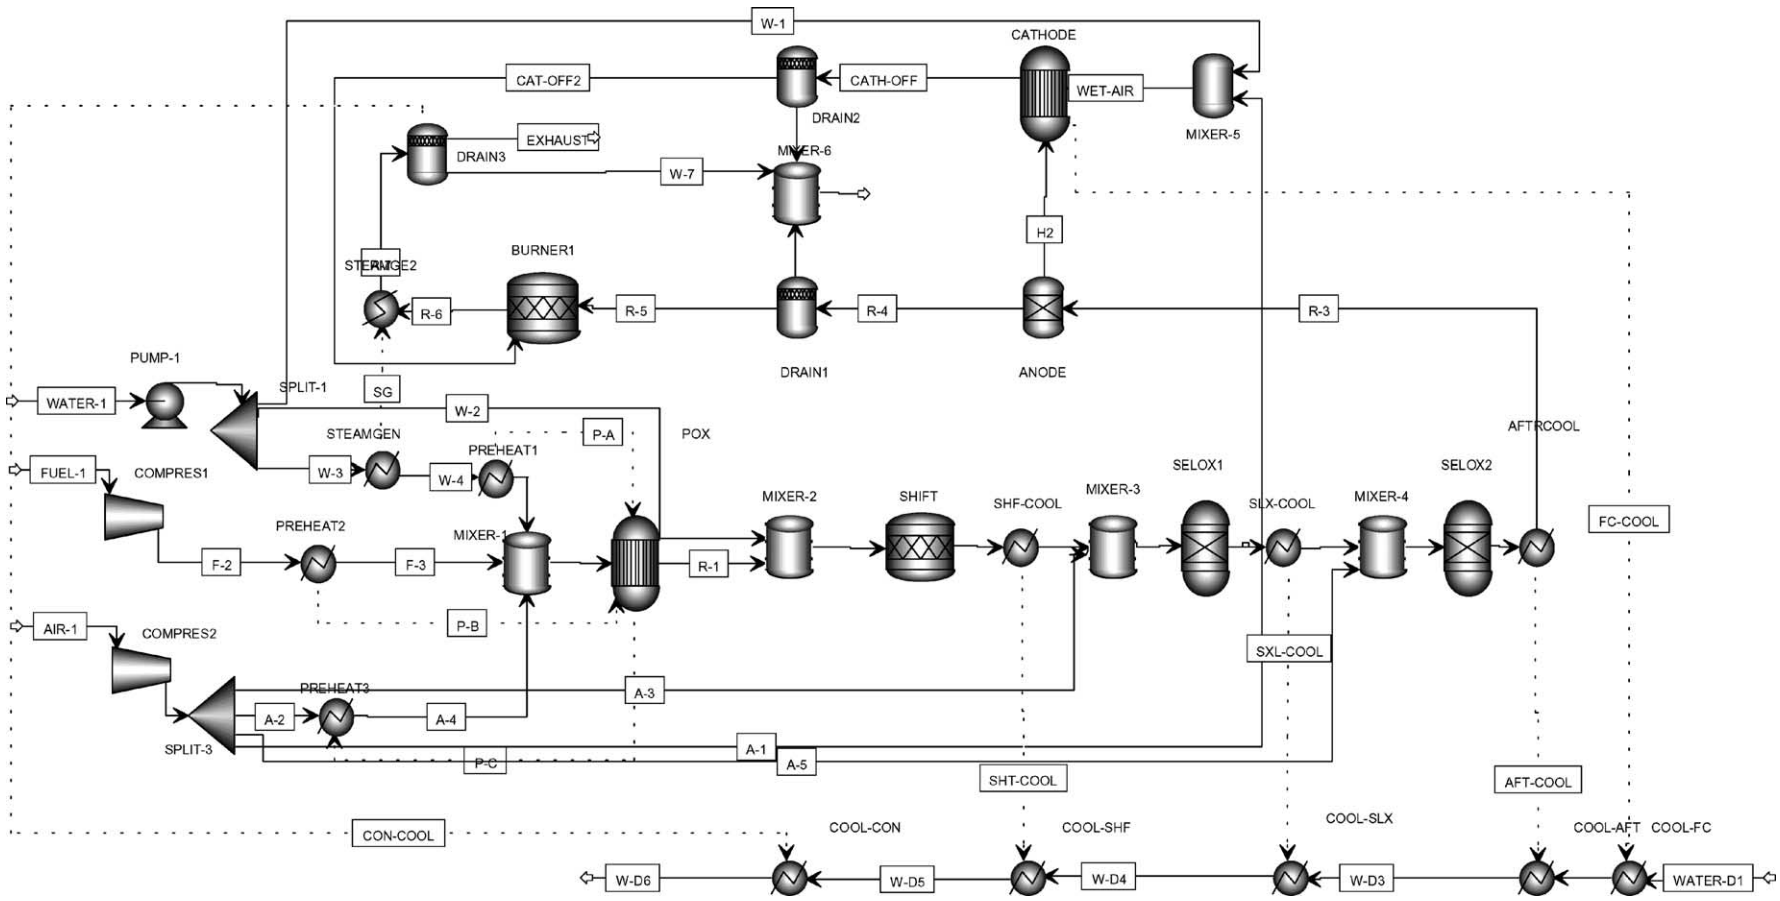 W-1
CATHODE
CAT-OFF2
CATH-OFF
WET-AIR
DRAIN2
MIXER-5
EXHAUST
DRAIN3
MIXER-6
W-7
H2
BURNER1
STEAMGE2
R-6
R-5
R-4
R-3
PUMP-1
DRAIN1
ANODE
SPLIT-1
SG
WATER-1
W-2
STEAMGEN
P-A
POX
AFTRCOOL
PREHEAT1
FUEL-1
COMPRES1
W-3
W-4
SELOX1
SELOX2
MIXER-2
SHIFT
SHF-COOL
MIXER-3
SLX-COOL
MIXER-4
PREHEAT2
MIXER-1
FC-COOL
F-2
F-3
R-1
AIR-1
COMPRES2
P-B
SXL-COOL
PREHEAT3
A-3
A-2
A-4
SPLIT-3
A-1
P-C
A-5
SHT-COOL
AFT-COOL
CON-COOL
COOL-CON
COOL-SHF
COOL-SLX
COOL-AFT
COOL-FC
W-D6
W-D5
W-D4
W-D3
WATER-D1